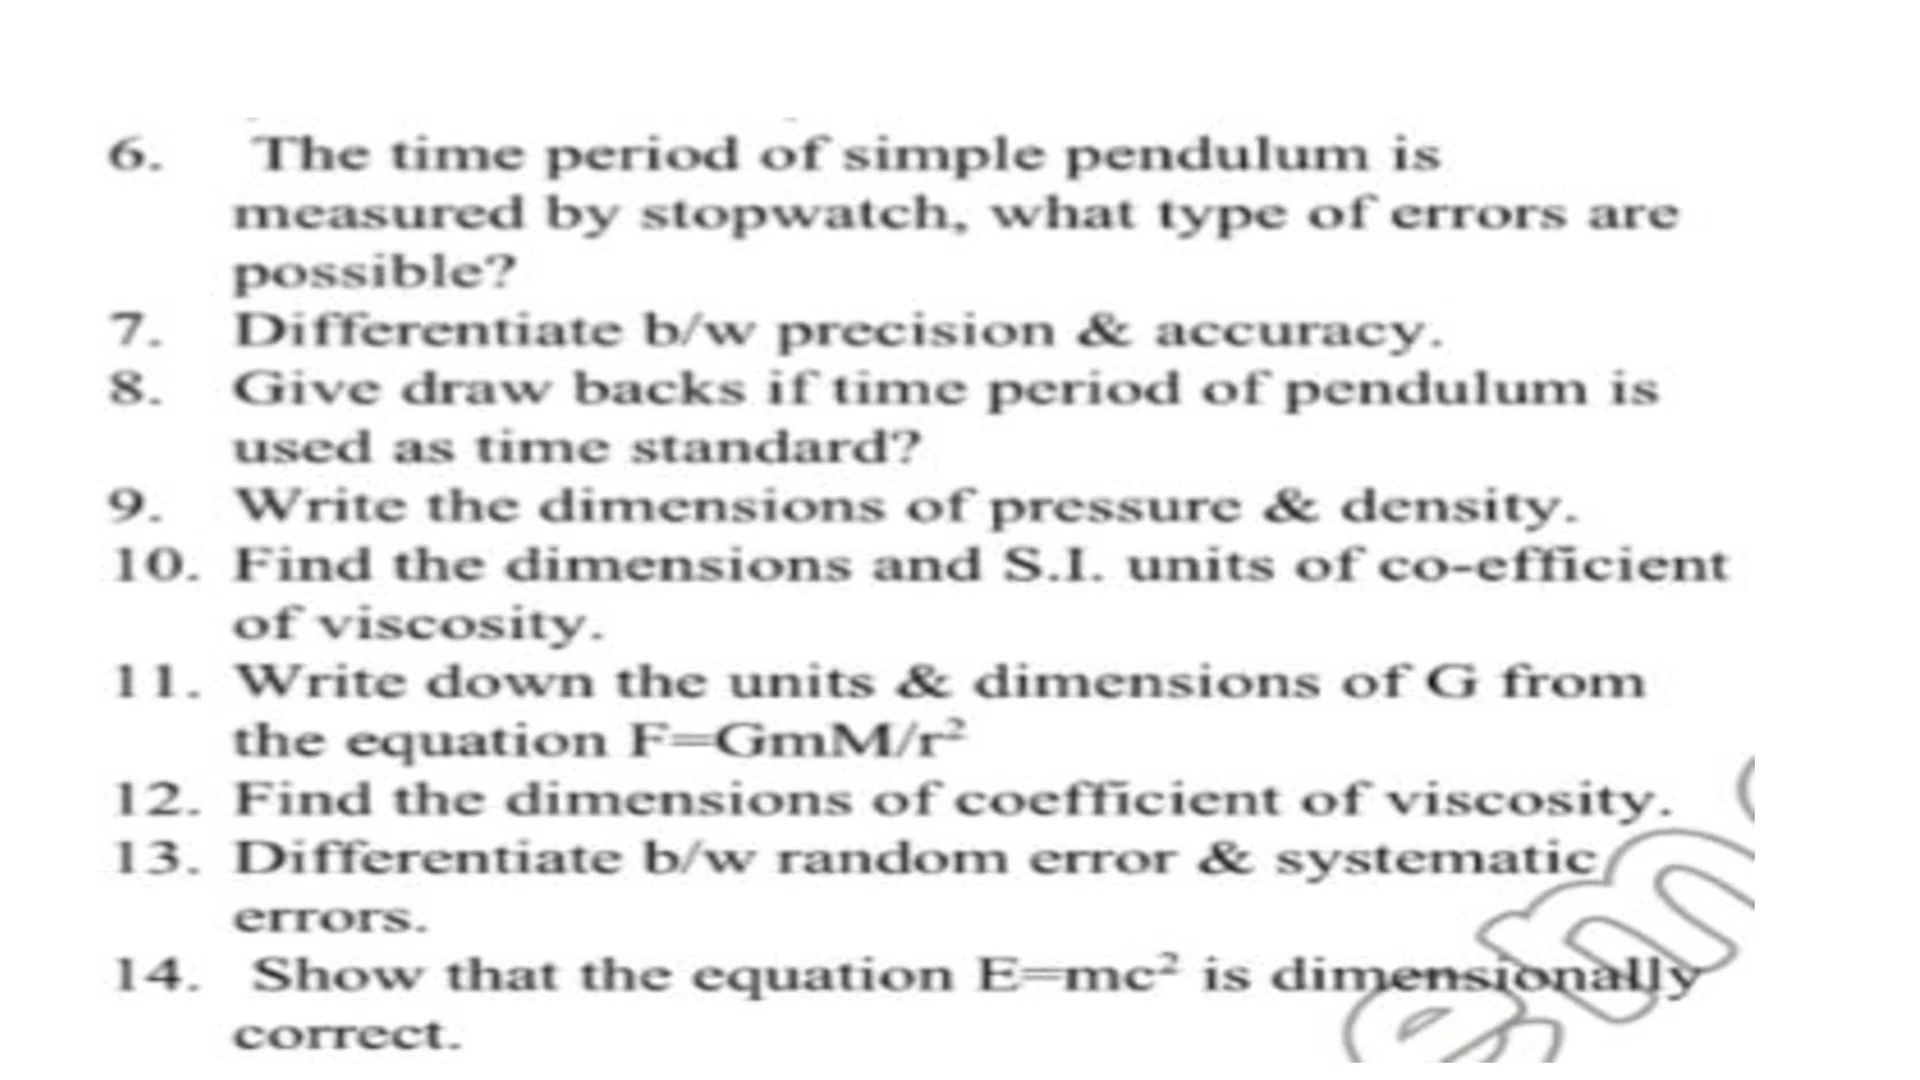 6. The time period of simple pendulum is
measured by stopwatch, what type of errors are
possible?
7. Differentiate b/w precision & accuracy.
8. Give draw backs if time period of pendulum is
used as time standard?
9. Write the dimensions of pressure & density.
10. Find the dimensions and S.I. units of co-efficient
of viscosity.
11. Write down the units & dimensions of G from
the equation F=GmM/r²
12. Find the dimensions of coefficient of viscosity.
13. Differentiate b/w random error & systematic
errors.
14. Show that the equation E=mc² is dimensionally
correct.